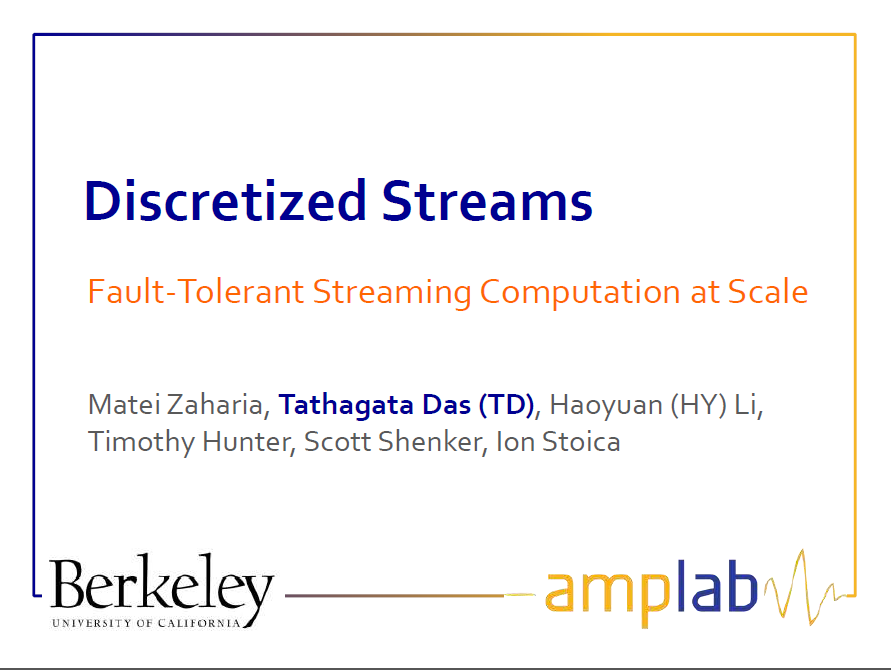 Discretized Streams
Fault-Tolerant Streaming Computation at Scale
Matei Zaharia, Tathagata Das (TD), Haoyuan (HY) Li,
Timothy Hunter, Scott Shenker, Ion Stoica
Berkeley
UNIVERSITY OF CALIFORNIA
amplab